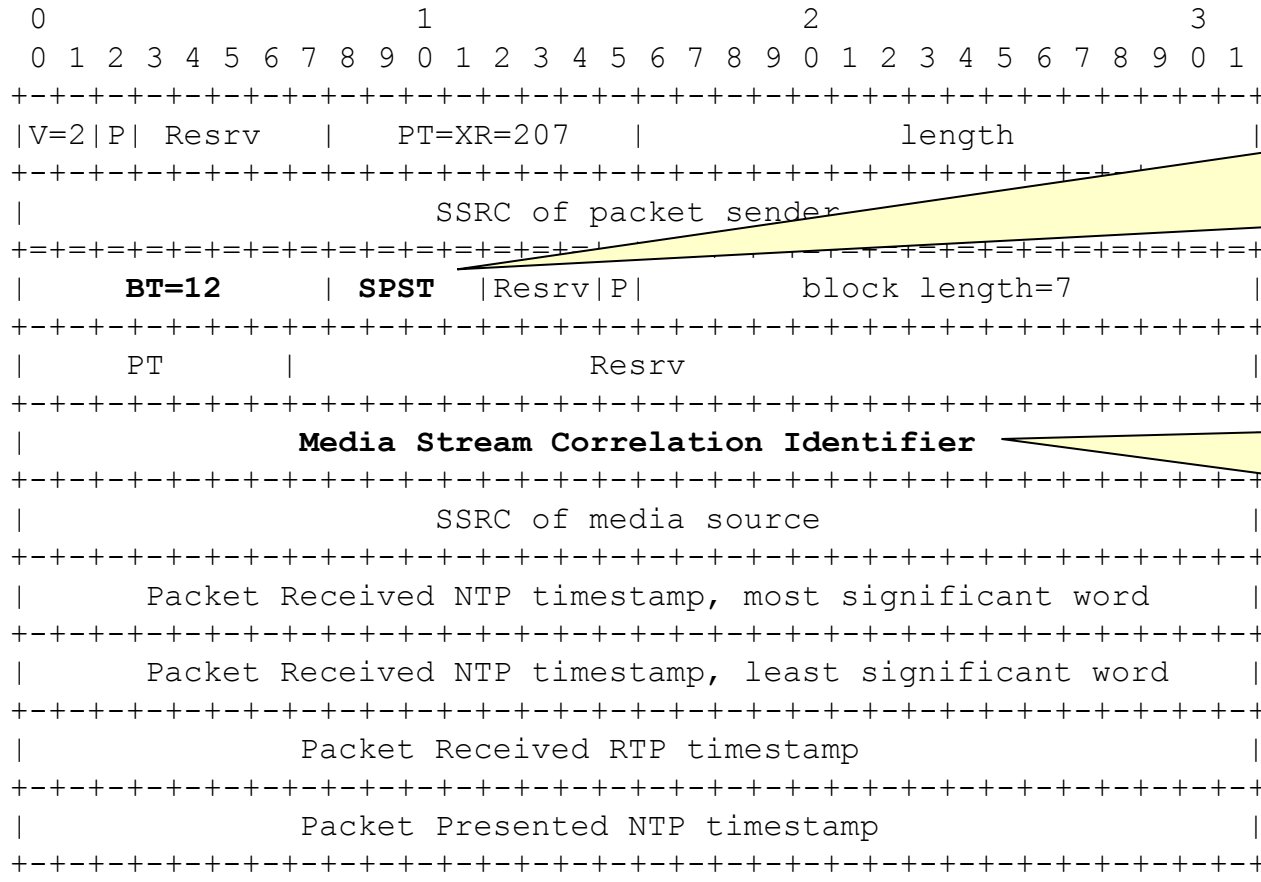 0                   1                   2                   3
0 1 2 3 4 5 6 7 8 9 0 1 2 3 4 5 6 7 8 9 0 1 2 3 4 5 6 7 8 9 0 1
+-+-+-+-+-+-+-+-+-+-+-+-+-+-+-+-+-+-+-+-+-+-+-+-+-+-+-+-+-+-+-+-+
|V=2|P| Resrv   |   PT=XR=207   |             length            |
+-+-+-+-+-+-+-+-+-+-+-+-+-+-+-+-+-+-+-+-+-+-+-+-+-+-+-+-+-+-+-+-+
|                     SSRC of packet sender
+=+=+=+=+=+=+=+=+=+=+=+=+=+=+=+=+=+=+=+=+=+=+=+=+=+=+=+=+=+=+=+=+
|     BT=12     | SPST  |Resrv|P|        block length=7         |
+-+-+-+-+-+-+-+-+-+-+-+-+-+-+-+-+-+-+-+-+-+-+-+-+-+-+-+-+-+-+-+-+
|     PT      |               Resrv                             |
+-+-+-+-+-+-+-+-+-+-+-+-+-+-+-+-+-+-+-+-+-+-+-+-+-+-+-+-+-+-+-+-+
|              Media Stream Correlation Identifier
+-+-+-+-+-+-+-+-+-+-+-+-+-+-+-+-+-+-+-+-+-+-+-+-+-+-+-+-+-+-+-+-+
|                     SSRC of media source                      |
+-+-+-+-+-+-+-+-+-+-+-+-+-+-+-+-+-+-+-+-+-+-+-+-+-+-+-+-+-+-+-+-+
|      Packet Received NTP timestamp, most significant word     |
+-+-+-+-+-+-+-+-+-+-+-+-+-+-+-+-+-+-+-+-+-+-+-+-+-+-+-+-+-+-+-+-+
|      Packet Received NTP timestamp, least significant word    |
+-+-+-+-+-+-+-+-+-+-+-+-+-+-+-+-+-+-+-+-+-+-+-+-+-+-+-+-+-+-+-+-+
|              Packet Received RTP timestamp                    |
+-+-+-+-+-+-+-+-+-+-+-+-+-+-+-+-+-+-+-+-+-+-+-+-+-+-+-+-+-+-+-+-+
|              Packet Presented NTP timestamp                   |
+-+-+-+-+-+-+-+-+-+-+-+-+-+-+-+-+-+-+-+-+-+-+-+-+-+-+-+-+-+-+-+-+